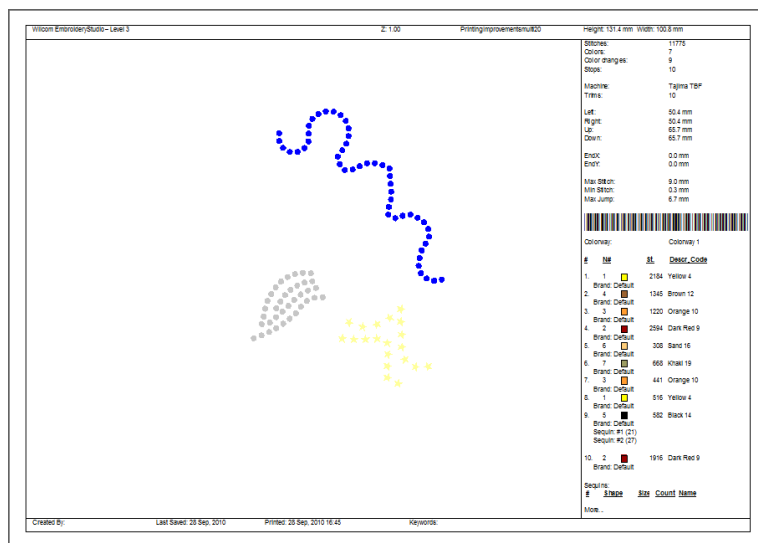 Wilcom EmbroideryStudio – Level 3 Z: 1.00 Printingimprovementsmulti20 Height: 131.4 mm Width: 100.8 mm
Stitches: 11775
Colors: 7
Color changes: 9
Stops: 10
Machine: Tajima TBF
Trims: 10
Left: 50.4 mm
Right: 50.4 mm
Up: 65.7 mm
Down: 65.7 mm
EndX: 0.0 mm
EndY: 0.0 mm
Max Stitch: 9.0 mm
Min Stitch: 0.3 mm
Max Jump: 6.7 mm
Colorway: Colorway 1
# N# St. Descr._Code
1. 1 2184 Yellow 4
Brand: Default
2. 4 1345 Brown 12
Brand: Default
3. 3 1220 Orange 10
Brand: Default
4. 2 2594 Dark Red 9
Brand: Default
5. 6 308 Sand 16
Brand: Default
6. 7 668 Khaki 19
Brand: Default
7. 3 441 Orange 10
Brand: Default
8. 1 516 Yellow 4
Brand: Default
9. 5 582 Black 14
Brand: Default
Sequin: #1 (21)
Sequin: #2 (27)
10. 2 1916 Dark Red 9
Brand: Default
Sequins:
# Shape Size Count Name
More...
Created By: Last Saved: 28 Sep, 2010 Printed: 28 Sep, 2010 16:45 Keywords: